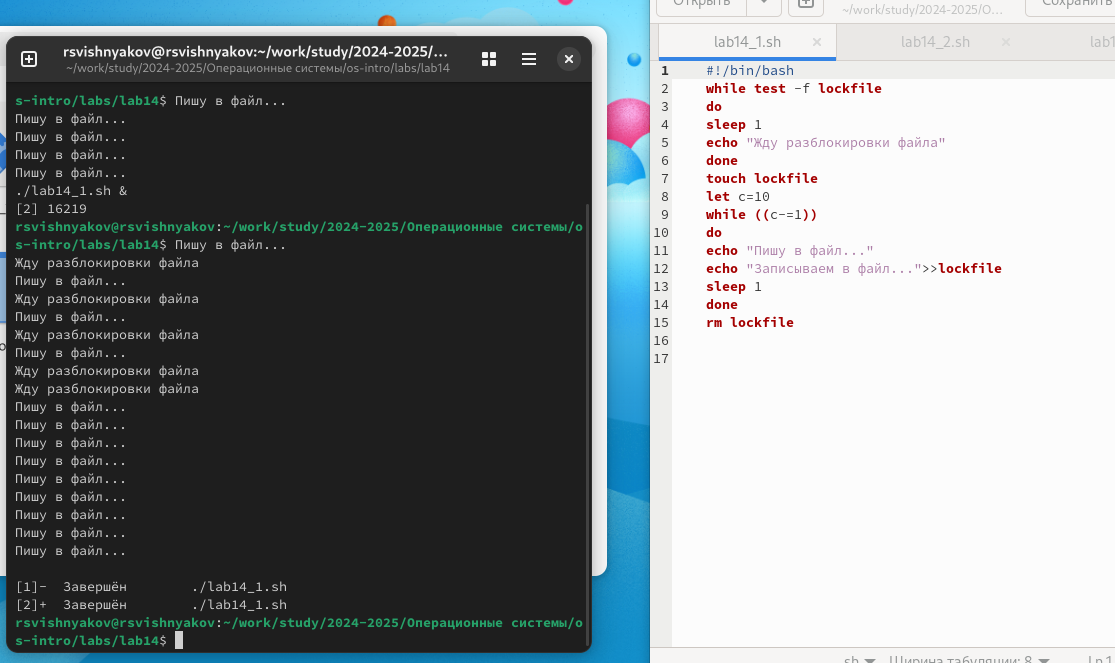 rsvishnyakov@rsvishnyakov:~/work/study/2024-2025/...
~/work/study/2024-2025/Операционные системы/os-intro/labs/lab14
s-intro/labs/lab14$ Пишу в файл...
Пишу в файл...
Пишу в файл...
Пишу в файл...
Пишу в файл...
./lab14_1.sh &
[2] 16219
rsvishnyakov@rsvishnyakov:~/work/study/2024-2025/Операционные системы/o
s-intro/labs/lab14$ Пишу в файл...
Жду разблокировки файла
Пишу в файл...
Жду разблокировки файла
Пишу в файл...
Жду разблокировки файла
Пишу в файл...
Жду разблокировки файла
Жду разблокировки файла
Пишу в файл...
Пишу в файл...
Пишу в файл...
Пишу в файл...
Пишу в файл...
Пишу в файл...
Пишу в файл...
Пишу в файл...
Пишу в файл...
[1]-  Завершён        ./lab14_1.sh
[2]+  Завершён        ./lab14_1.sh
rsvishnyakov@rsvishnyakov:~/work/study/2024-2025/Операционные системы/o
s-intro/labs/lab14$
Открыть
~/work/study/2024-2025/О...
Сохранить
lab14_1.sh
lab14_2.sh
lab1
1 #!/bin/bash
2 while test -f lockfile
3 do
4 sleep 1
5 echo "Жду разблокировки файла"
6 done
7 touch lockfile
8 let c=10
9 while ((c-=1))
10 do
11 echo "Пишу в файл..."
12 echo "Записываем в файл...">>lockfile
13 sleep 1
14 done
15 rm lockfile
16
17
sh
Ширина табуляции: 8
Ln 1